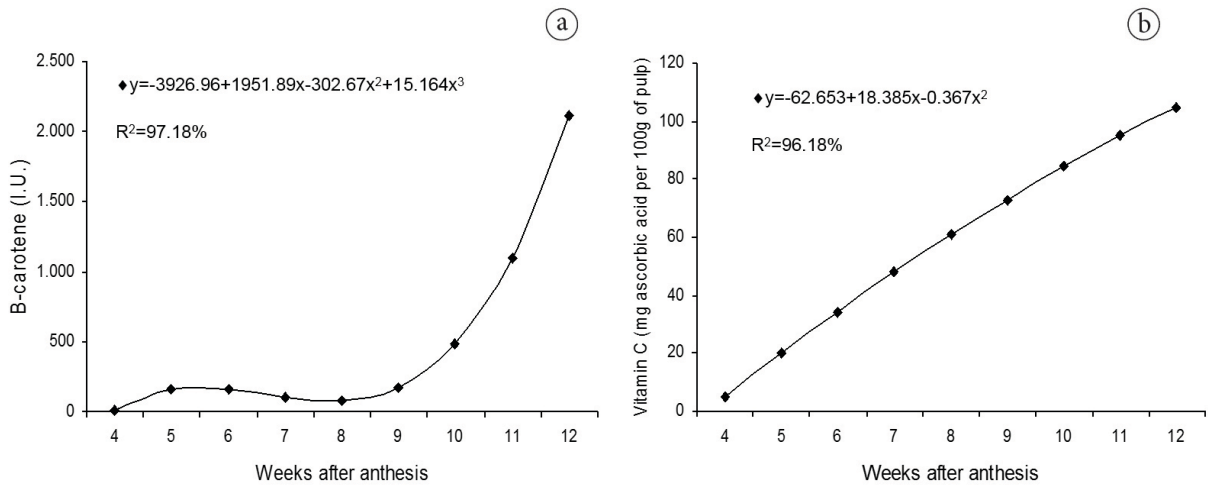 a
2.500
2.000
1.500
1.000
500
0
B-carotene (I.U.)
y=-3926.96+1951.89x-302.67x²+15.164x³
R²=97.18%
4 5 6 7 8 9 10 11 12
Weeks after anthesis
b
120
100
80
60
40
20
0
Vitamin C (mg ascorbic acid per 100g of pulp)
y=-62.653+18.385x-0.367x²
R²=96.18%
4 5 6 7 8 9 10 11 12
Weeks after anthesis